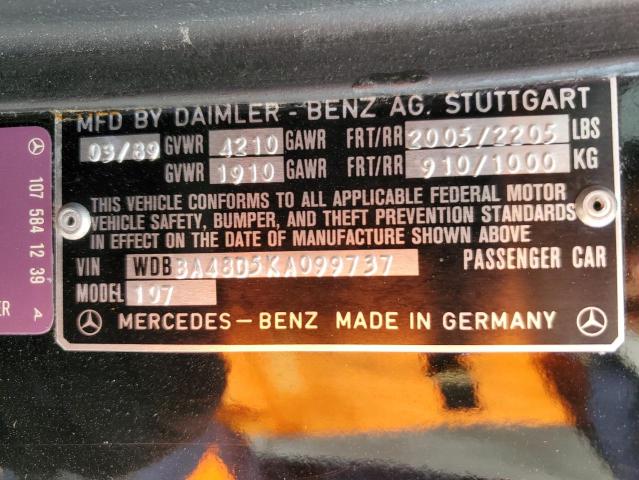 MFD BY DAIMLER - BENZ AG. STUTTGART
03/89 GVWR 4210 GAWR FRT/RR 2005/2205 LBS
GVWR 1910 GAWR FRT/RR 910/1000 KG
THIS VEHICLE CONFORMS TO ALL APPLICABLE FEDERAL MOTOR
VEHICLE SAFETY, BUMPER, AND THEFT PREVENTION STANDARDS
IN EFFECT ON THE DATE OF MANUFACTURE SHOWN ABOVE
VIN WDBBA48D5KA099737 PASSENGER CAR
MODEL 107
MERCEDES-BENZ MADE IN GERMANY
107 584 12 39